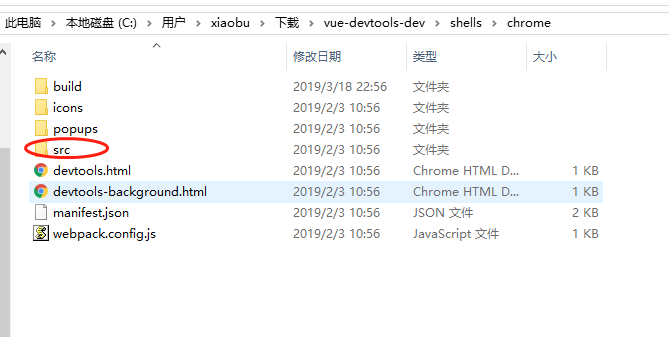 此电脑 › 本地磁盘 (C:) › 用户 › xiaobu › 下载 › vue-devtools-dev › shells › chrome
名称 修改日期 类型 大小
build 2019/3/18 22:56 文件夹
icons 2019/2/3 10:56 文件夹
popups 2019/2/3 10:56 文件夹
src 2019/2/3 10:56 文件夹
devtools.html 2019/2/3 10:56 Chrome HTML D... 1 KB
devtools-background.html 2019/2/3 10:56 Chrome HTML D... 1 KB
manifest.json 2019/2/3 10:56 JSON 文件 2 KB
webpack.config.js 2019/2/3 10:56 JavaScript 文件 1 KB